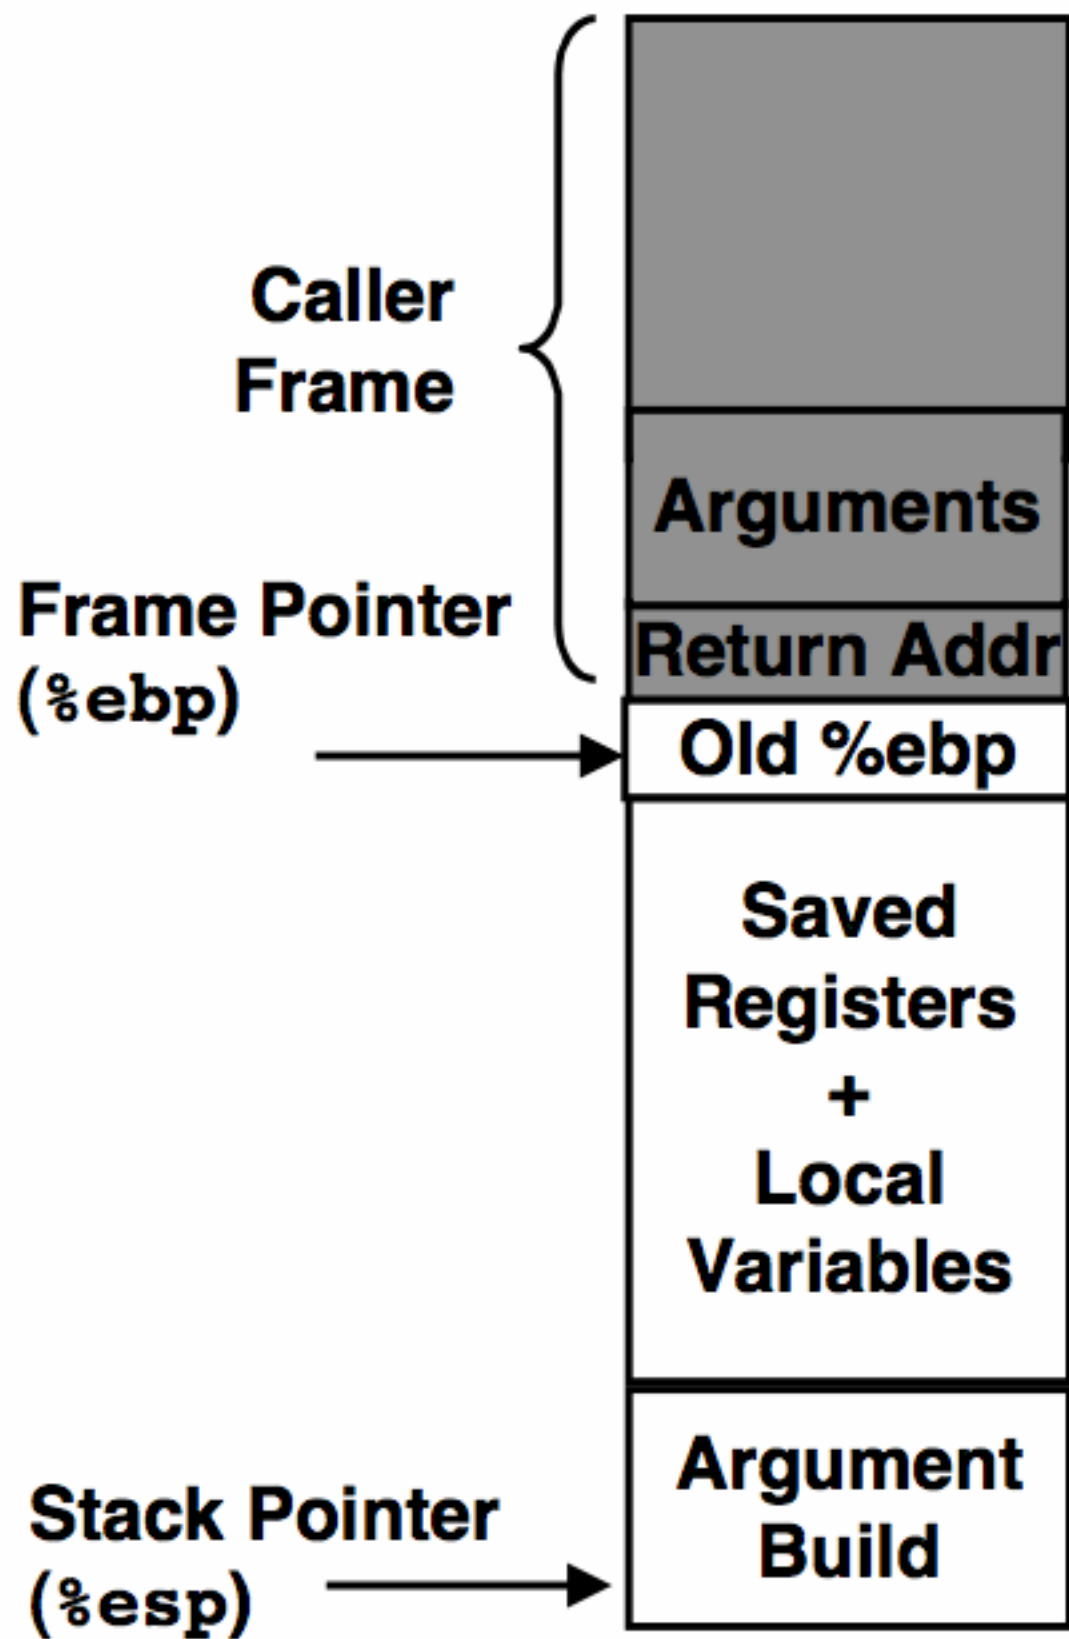 Caller
Frame
Arguments
Frame Pointer
(%ebp)
Return Addr
Old %ebp
Saved
Registers
+
Local
Variables
Argument
Build
Stack Pointer
(%esp)